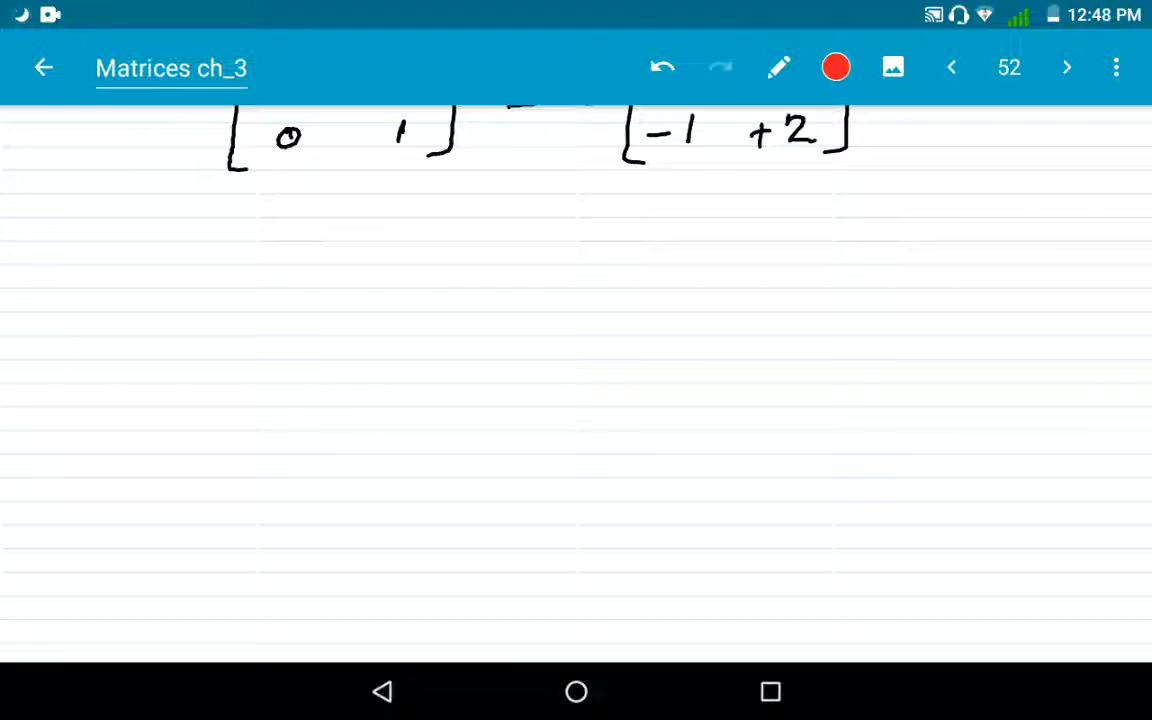 12:48 PM
Matrices ch_3
52
[ 0 1 ] = [ -1 +2 ]